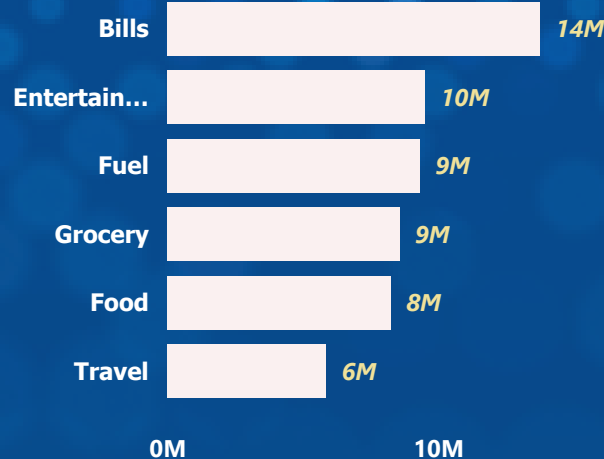 Bills 14M
Entertain... 10M
Fuel 9M
Grocery 9M
Food 8M
Travel 6M
0M 10M